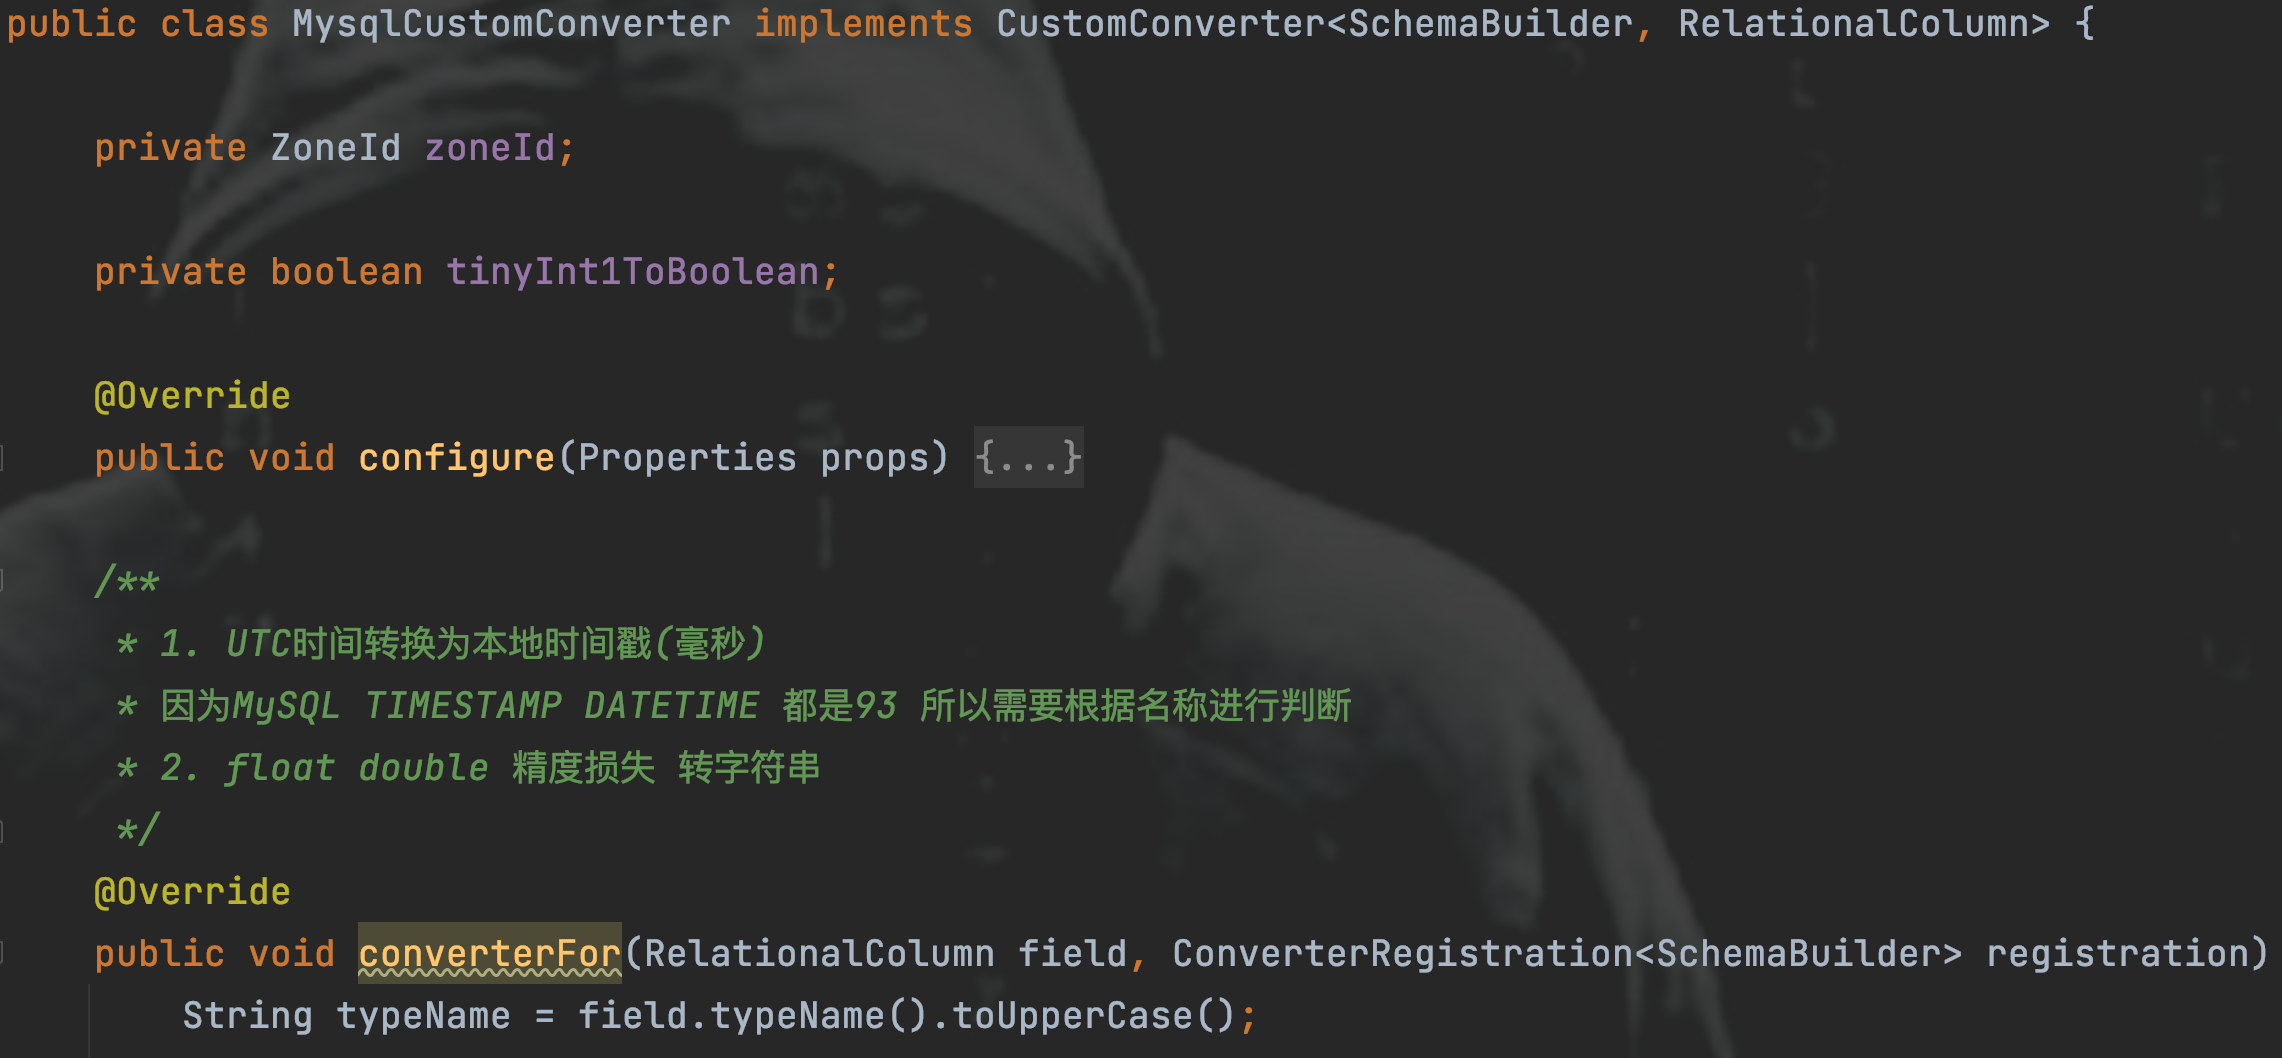 public class MysqlCustomConverter implements CustomConverter<SchemaBuilder, RelationalColumn> {
private ZoneId zoneId;
private boolean tinyInt1ToBoolean;
@Override
public void configure(Properties props) {...}
/**
* 1. UTC时间转换为本地时间戳(毫秒)
* 因为MySQL TIMESTAMP DATETIME 都是93 所以需要根据名称进行判断
* 2. float double 精度损失 转字符串
*/
@Override
public void converterFor(RelationalColumn field, ConverterRegistration<SchemaBuilder> registration)
String typeName = field.typeName().toUpperCase();